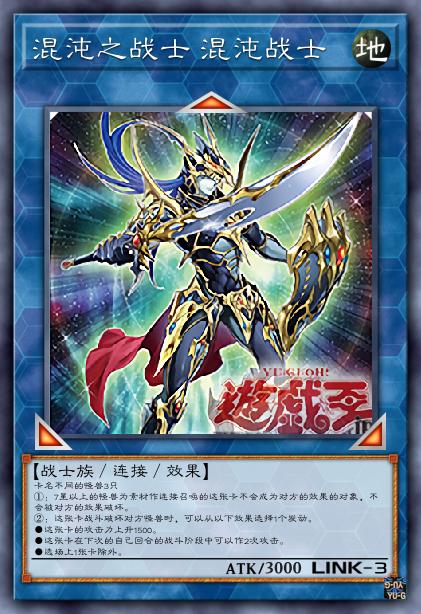 混沌之战士 混沌战士
地
YU-GI-OH!
遊戯王
【战士族／连接／效果】
卡名不同的怪兽3只
①：7星以上的怪兽为素材作连接召唤的这张卡不会成为对方的效果的对象，不
会被对方的效果破坏。
②：这张卡战斗破坏对方怪兽时，可以从以下效果选择1个发动。
●这张卡的攻击力上升1500。
●这张卡在下次的自己回合的战斗阶段中可以作2次攻击。
●选场上1张卡除外。
ATK/3000 LINK-3